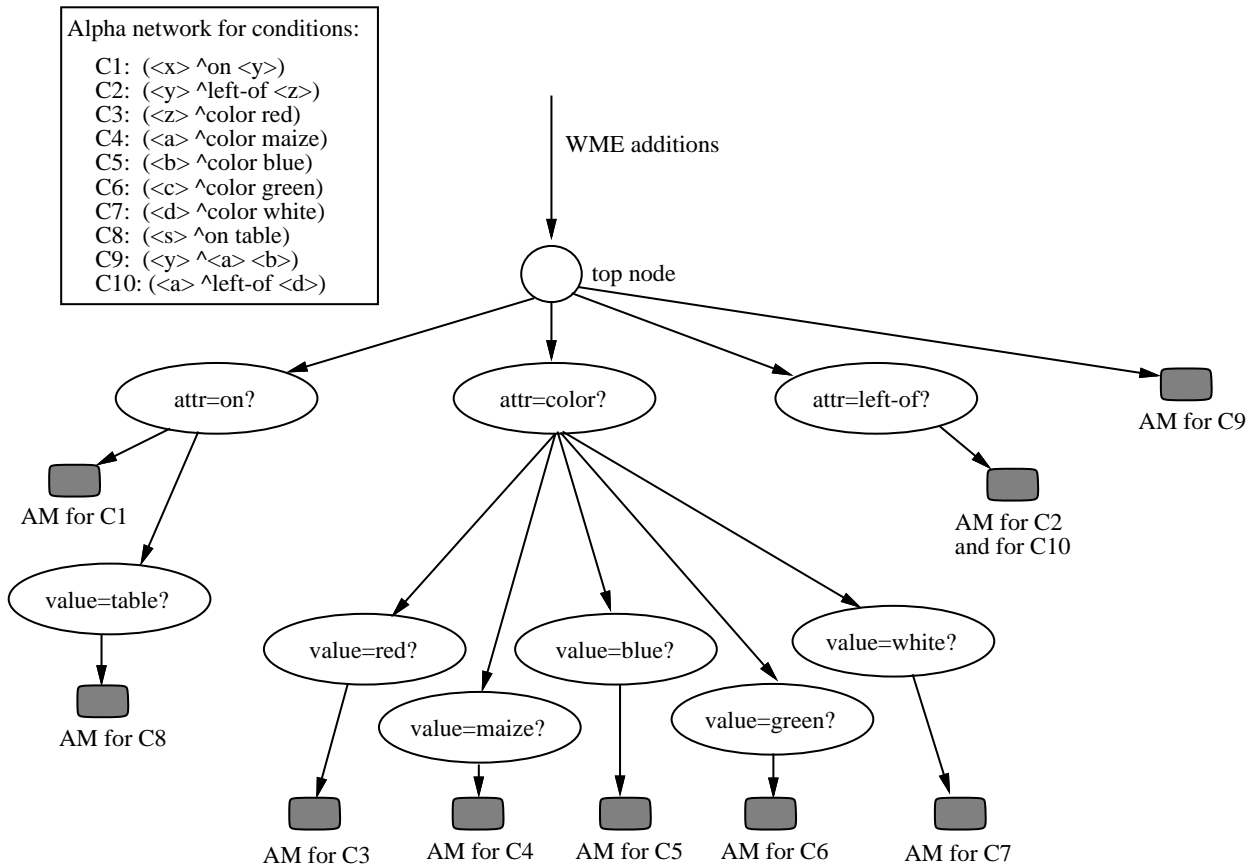 Alpha network for conditions:
C1: (<x> ^on <y>)
C2: (<y> ^left-of <z>)
C3: (<z> ^color red)
C4: (<a> ^color maize)
C5: (<b> ^color blue)
C6: (<c> ^color green)
C7: (<d> ^color white)
C8: (<s> ^on table)
C9: (<y> ^<a> <b>)
C10: (<a> ^left-of <d>)
WME additions
top node
attr=on?
attr=color?
attr=left-of?
AM for C9
AM for C1
AM for C2
and for C10
value=table?
value=red?
value=blue?
value=white?
value=maize?
value=green?
AM for C8
AM for C3
AM for C4
AM for C5
AM for C6
AM for C7